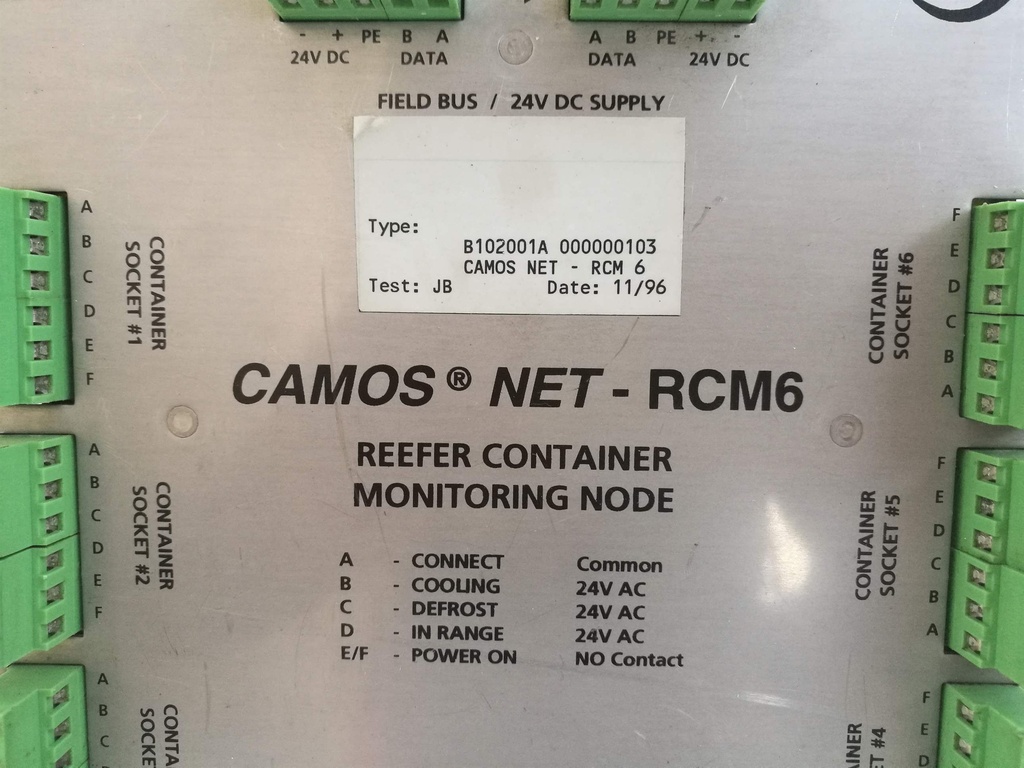 - + PE B A
24V DC DATA
A B PE + -
DATA 24V DC
FIELD BUS / 24V DC SUPPLY
Type:
B102001A 000000103
CAMOS NET - RCM 6
Test: JB Date: 11/96
CAMOS ® NET - RCM6
REEFER CONTAINER
MONITORING NODE
A - CONNECT Common
B - COOLING 24V AC
C - DEFROST 24V AC
D - IN RANGE 24V AC
E/F - POWER ON NO Contact
A
B
C
D
E
F
CONTAINER
SOCKET #1
A
B
C
D
E
F
CONTAINER
SOCKET #2
A
B
C
CONTA
SOCKET
F
E
D
C
B
A
CONTAINER
SOCKET #6
F
E
D
C
B
A
CONTAINER
SOCKET #5
F
E
D
INER
ET #4